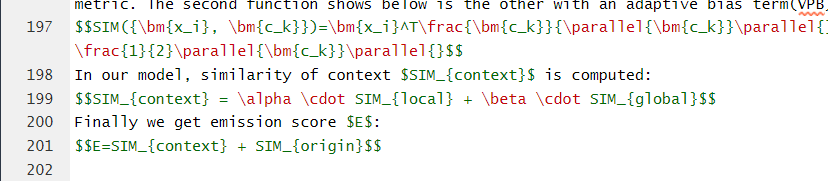 metric. The second function shows below is the other with an adaptive bias term(VPB
197 $$SIM({\bm{x_i}, \bm{c_k}})=\bm{x_i}^T\frac{\bm{c_k}}{\parallel{\bm{c_k}}\parallel{}
\frac{1}{2}\parallel{\bm{c_k}}\parallel{}$$
198 In our model, similarity of context $SIM_{context}$ is computed:
199 $$SIM_{context} = \alpha \cdot SIM_{local} + \beta \cdot SIM_{global}$$
200 Finally we get emission score $E$:
201 $$E=SIM_{context} + SIM_{origin}$$
202